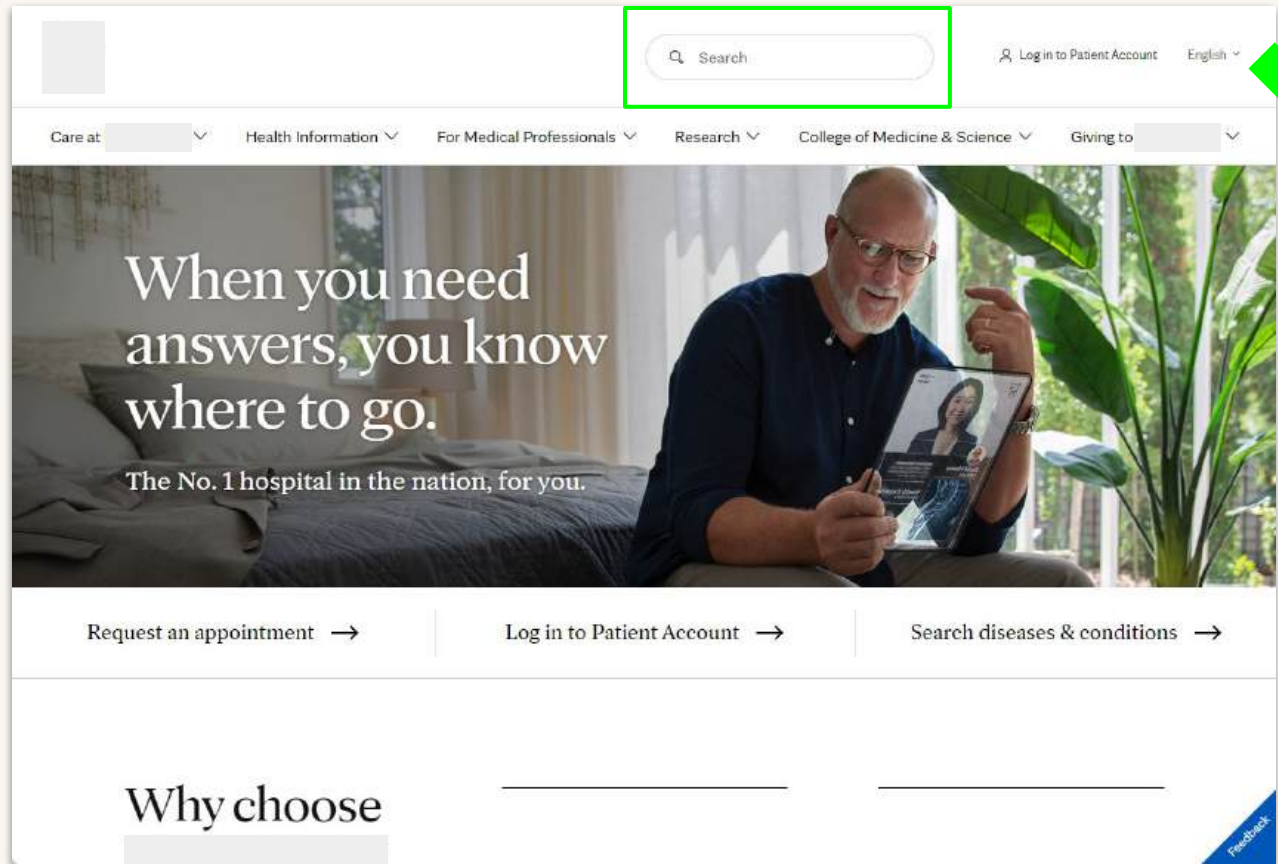 Search
Log in to Patient Account
English
Care at
Health Information
For Medical Professionals
Research
College of Medicine & Science
Giving to
When you need
answers, you know
where to go.
The No. 1 hospital in the nation, for you.
Request an appointment →
Log in to Patient Account →
Search diseases & conditions →
Why choose
Feedback